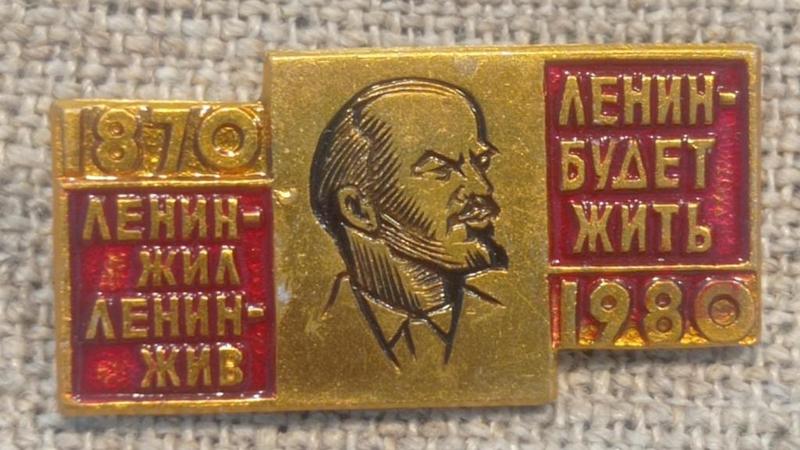 1870
ЛЕНИН-
ЖИЛ
ЛЕНИН-
ЖИВ
ЛЕНИН-
БУДЕТ
ЖИТЬ
1980